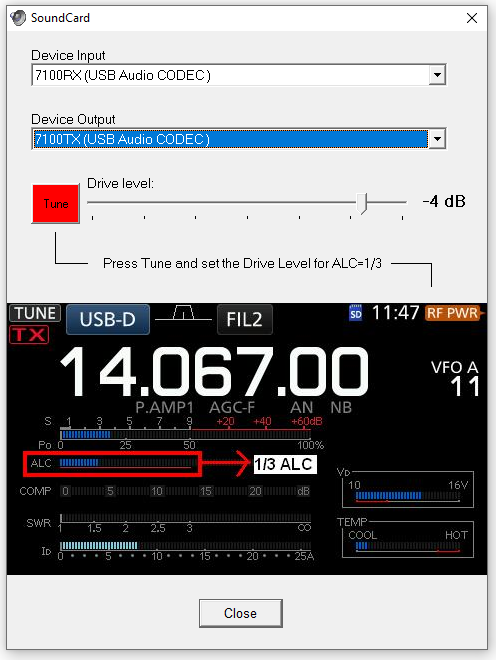 SoundCard
Device Input
7100RX (USB Audio CODEC )
Device Output
7100TX (USB Audio CODEC )
Tune
Drive level:
-4 dB
Press Tune and set the Drive Level for ALC=1/3
TUNE USB-D FIL2 SD 11:47 RF PWR
TX
14.067.00 VFO A
11
P.AMP1 AGC-F AN NB
S 1 3 5 7 9 +20 +40 +60dB
Po 0 25 50 100%
ALC 1/3 ALC
VD
10 16V
COMP 0 5 10 15 20 dB
SWR 1 1.5 2 2.5 3 ∞
TEMP
COOL HOT
ID 0 5 10 15 20 25A
Close